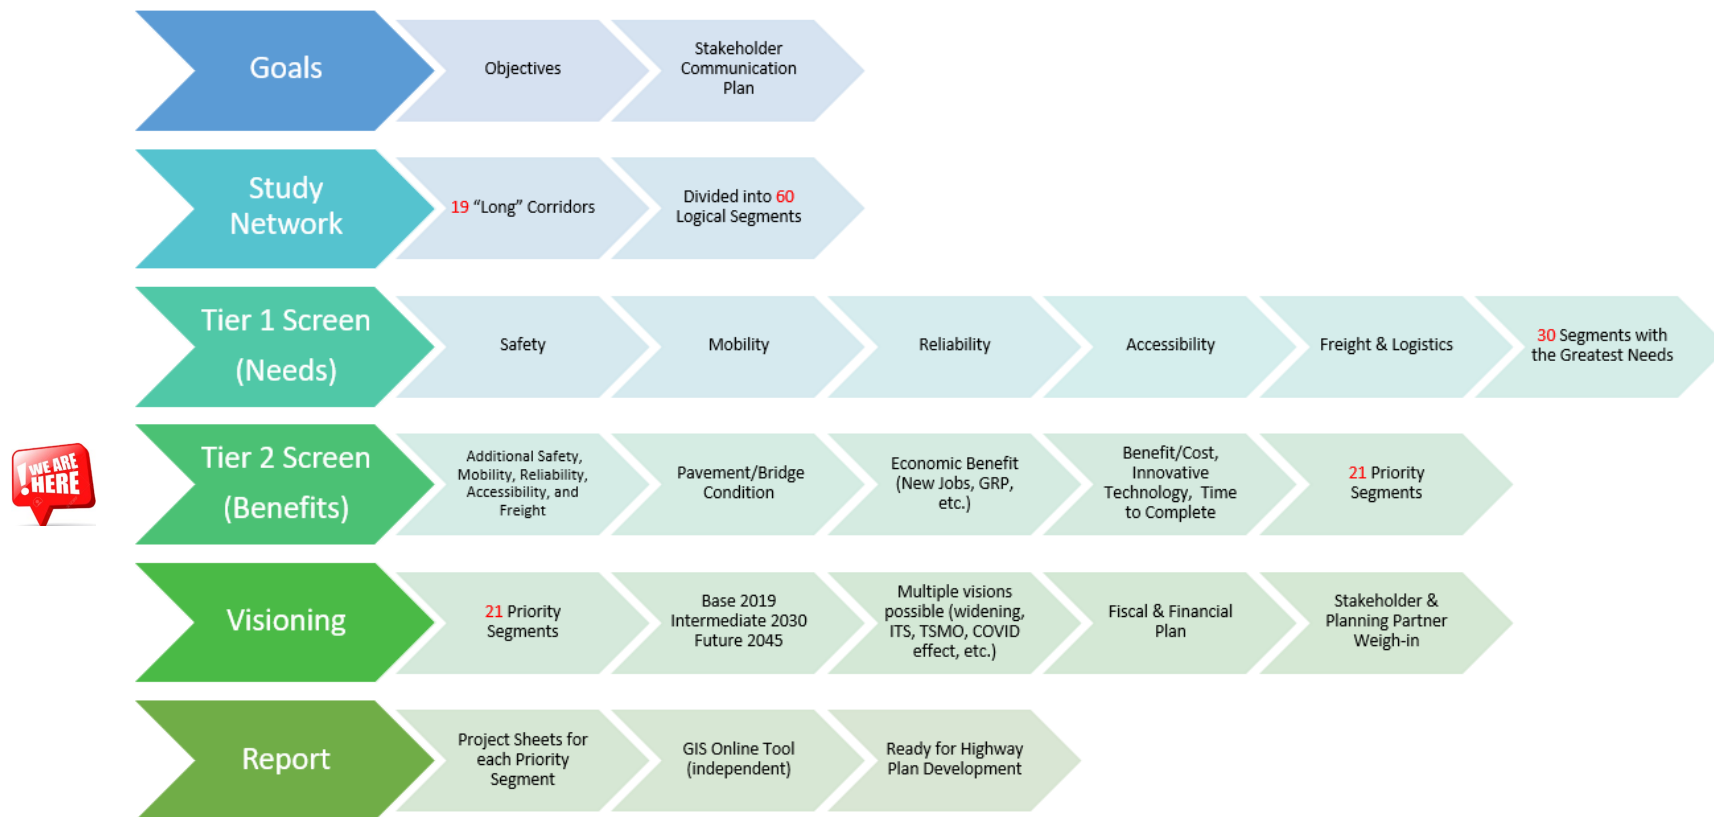 Goals
Objectives
Stakeholder
Communication
Plan
Study
Network
19 “Long” Corridors
Divided into 60
Logical Segments
Tier 1 Screen
(Needs)
Safety
Mobility
Reliability
Accessibility
Freight & Logistics
30 Segments with
the Greatest Needs
! WE ARE
HERE
Tier 2 Screen
(Benefits)
Additional Safety,
Mobility, Reliability,
Accessibility, and
Freight
Pavement/Bridge
Condition
Economic Benefit
(New Jobs, GRP,
etc.)
Benefit/Cost,
Innovative
Technology, Time
to Complete
21 Priority
Segments
Visioning
21 Priority
Segments
Base 2019
Intermediate 2030
Future 2045
Multiple visions
possible (widening,
ITS, TSMO, COVID
effect, etc.)
Fiscal & Financial
Plan
Stakeholder &
Planning Partner
Weigh-in
Report
Project Sheets for
each Priority
Segment
GIS Online Tool
(independent)
Ready for Highway
Plan Development